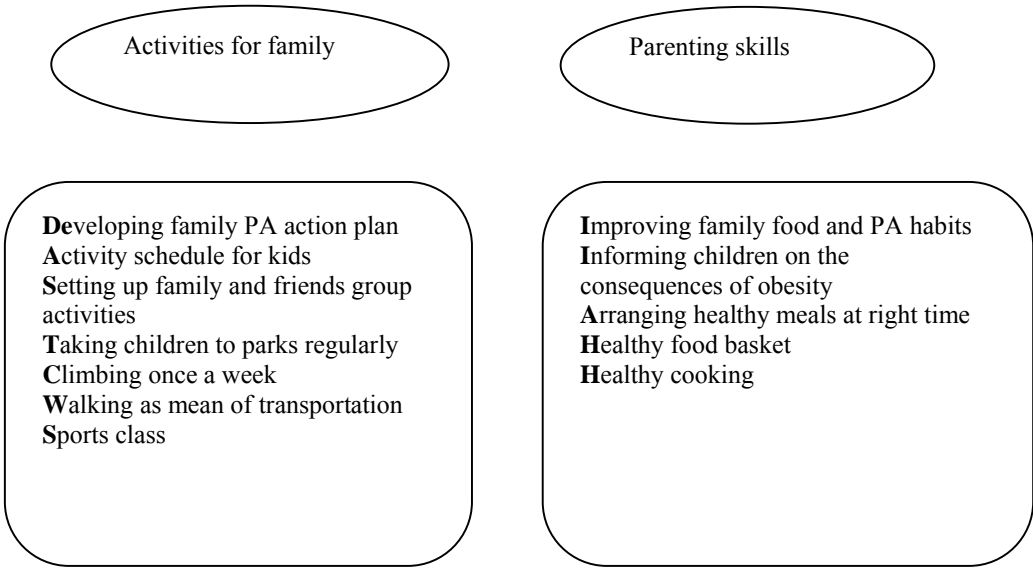 Activities for family
Developing family PA action plan
Activity schedule for kids
Setting up family and friends group
activities
Taking children to parks regularly
Climbing once a week
Walking as mean of transportation
Sports class
Parenting skills
Improving family food and PA habits
Informing children on the
consequences of obesity
Arranging healthy meals at right time
Healthy food basket
Healthy cooking